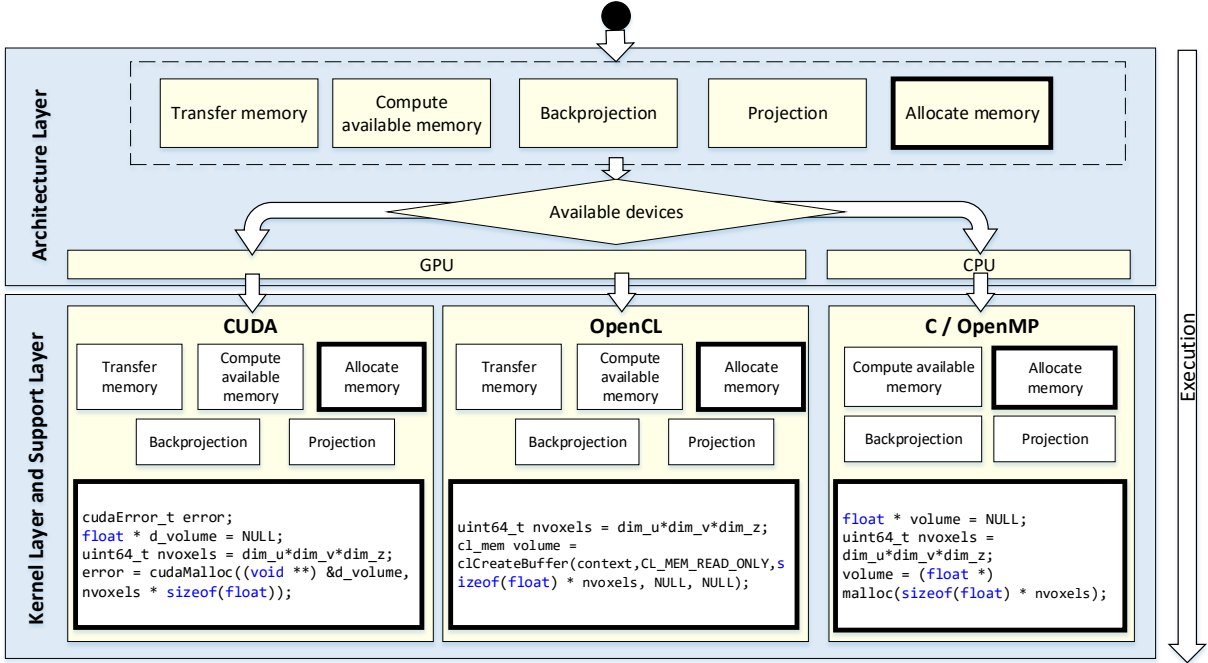 Architecture Layer
Transfer memory
Compute
available memory
Backprojection
Projection
Allocate memory
Available devices
GPU
CPU
Execution
Kernel Layer and Support Layer
CUDA
Transfer
memory
Compute
available
memory
Allocate
memory
Backprojection
Projection
cudaError_t error;
float * d_volume = NULL;
uint64_t nvoxels = dim_u*dim_v*dim_z;
error = cudaMalloc((void **) &d_volume,
nvoxels * sizeof(float));
OpenCL
Transfer
memory
Compute
available
memory
Allocate
memory
Backprojection
Projection
uint64_t nvoxels = dim_u*dim_v*dim_z;
cl_mem volume =
clCreateBuffer(context,CL_MEM_READ_ONLY,s
izeof(float) * nvoxels, NULL, NULL);
C / OpenMP
Compute available
memory
Allocate
memory
Backprojection
Projection
float * volume = NULL;
uint64_t nvoxels =
dim_u*dim_v*dim_z;
volume = (float *)
malloc(sizeof(float) * nvoxels);